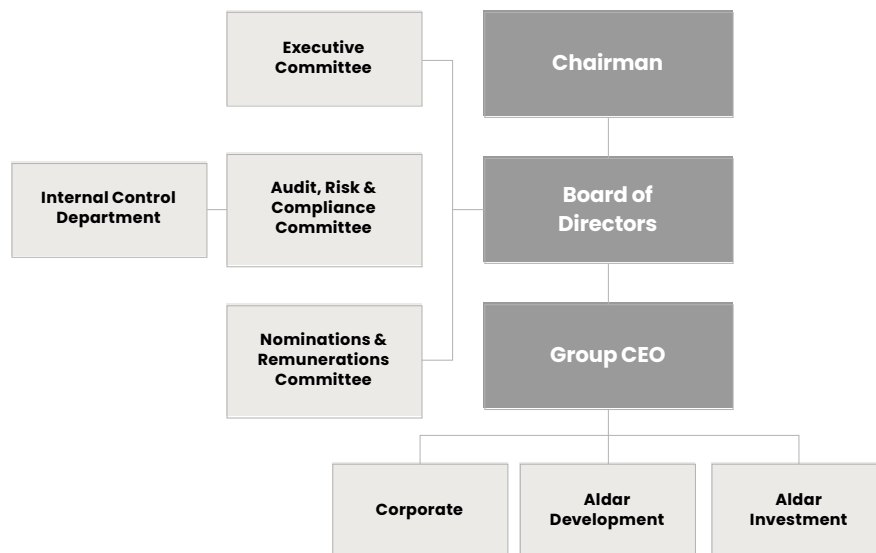 Executive
Committee
Chairman
Internal Control
Department
Audit, Risk &
Compliance
Committee
Board of
Directors
Nominations &
Remunerations
Committee
Group CEO
Corporate
Aldar
Development
Aldar
Investment